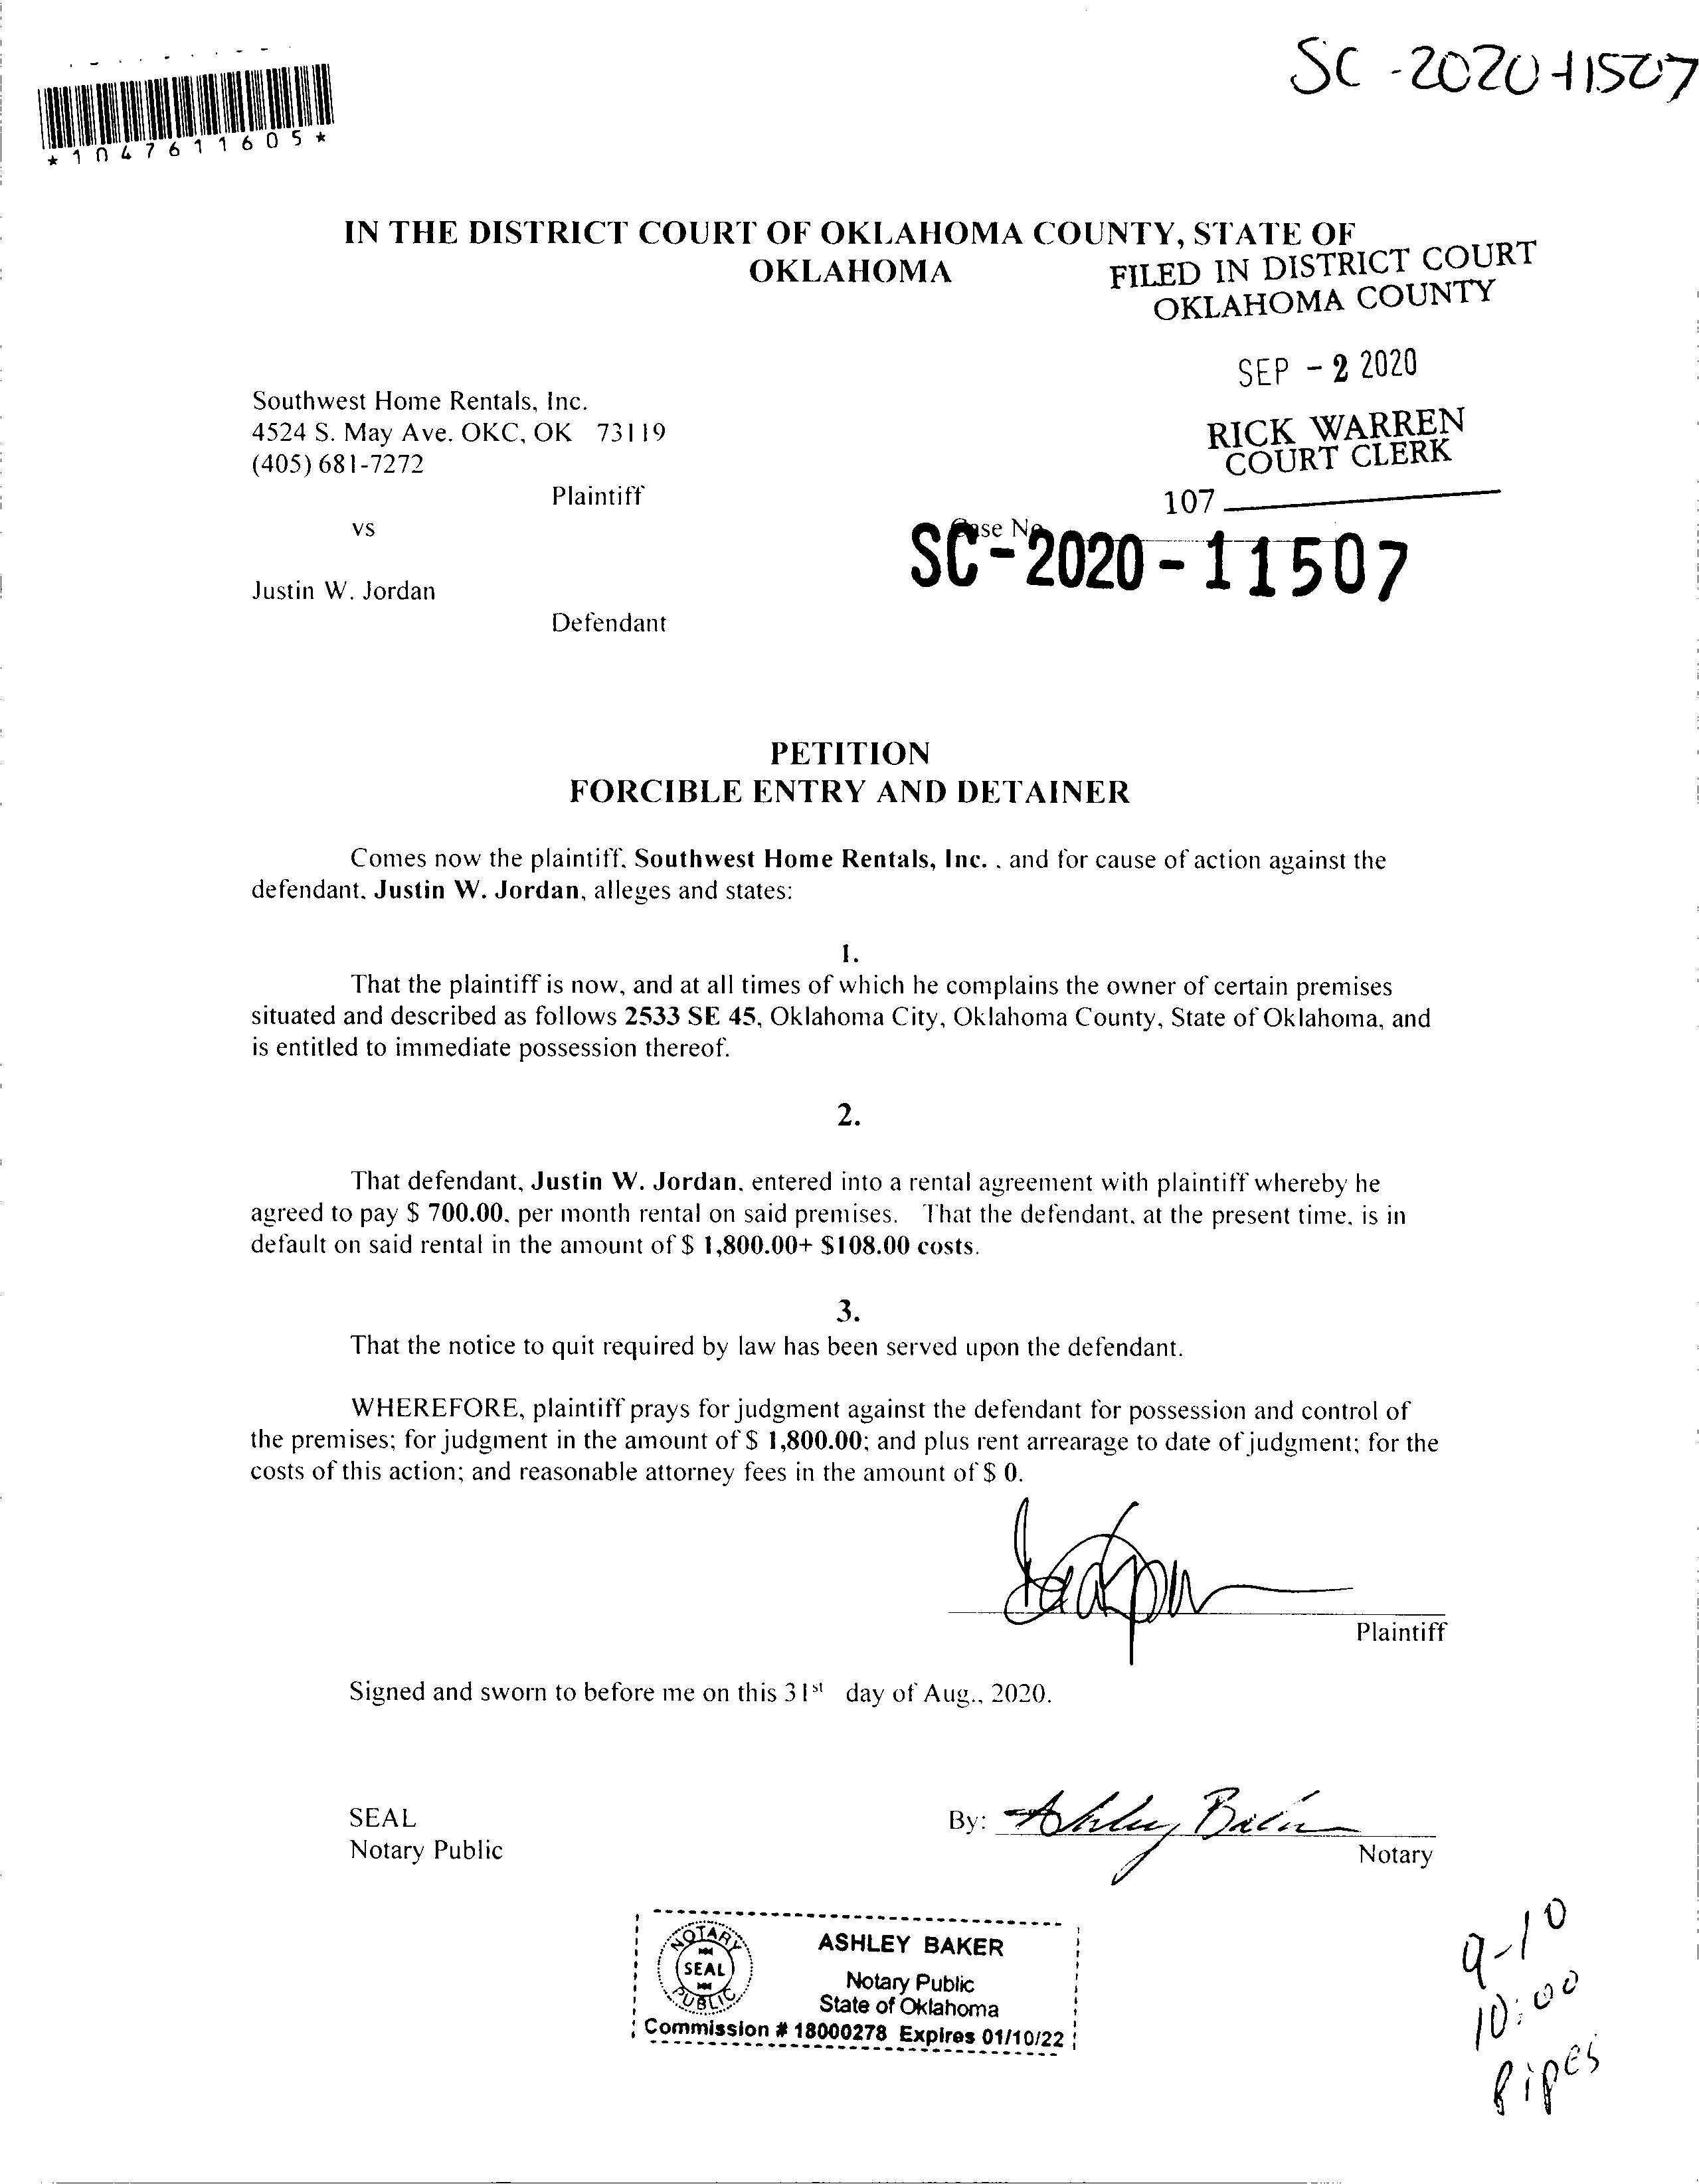 SC-2020-11507
*1047611605*
IN THE DISTRICT COURT OF OKLAHOMA COUNTY, STATE OF
OKLAHOMA
FILED IN DISTRICT COURT
OKLAHOMA COUNTY
SEP - 2 2020
RICK WARREN
COURT CLERK
107
Southwest Home Rentals, Inc.
4524 S. May Ave. OKC, OK 73119
(405) 681-7272
Plaintiff
vs
Case No.
SC-2020-11507
Justin W. Jordan
Defendant
PETITION
FORCIBLE ENTRY AND DETAINER
Comes now the plaintiff, Southwest Home Rentals, Inc. , and for cause of action against the
defendant, Justin W. Jordan, alleges and states:
1.
That the plaintiff is now, and at all times of which he complains the owner of certain premises
situated and described as follows 2533 SE 45, Oklahoma City, Oklahoma County, State of Oklahoma, and
is entitled to immediate possession thereof.
2.
That defendant, Justin W. Jordan, entered into a rental agreement with plaintiff whereby he
agreed to pay $ 700.00, per month rental on said premises. That the defendant, at the present time, is in
default on said rental in the amount of $ 1,800.00+ $108.00 costs.
3.
That the notice to quit required by law has been served upon the defendant.
WHEREFORE, plaintiff prays for judgment against the defendant for possession and control of
the premises; for judgment in the amount of $ 1,800.00; and plus rent arrearage to date of judgment; for the
costs of this action; and reasonable attorney fees in the amount of $ 0.
Plaintiff
Signed and sworn to before me on this 31st day of Aug., 2020.
SEAL
Notary Public
By: Ashley Baker
Notary
NOTARY
SEAL
PUBLIC
ASHLEY BAKER
Notary Public
State of Oklahoma
Commission # 18000278 Expires 01/10/22
9-10
10:00
Pipes